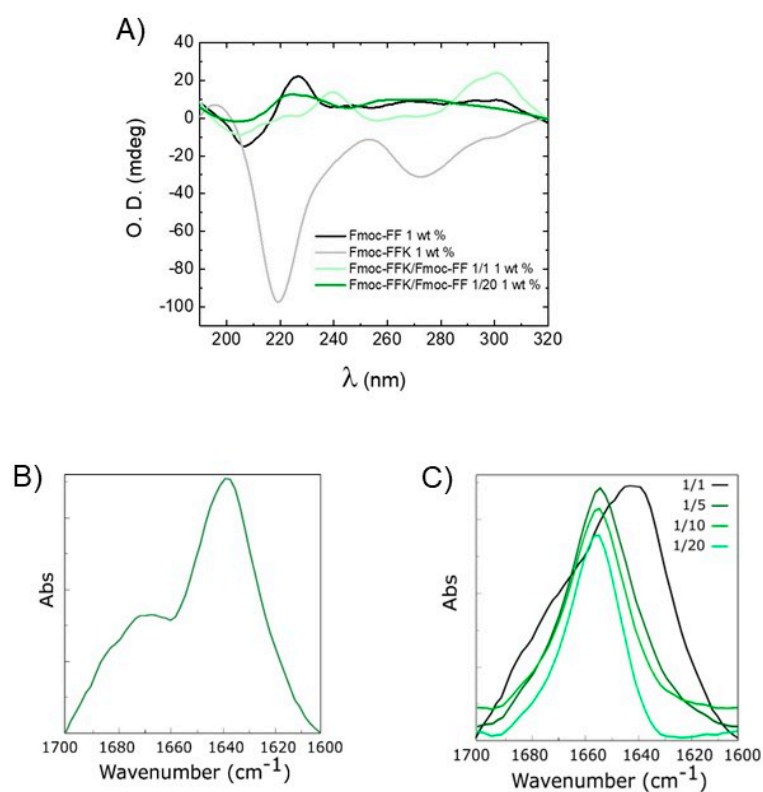 A)
40
20
0
-20
-40
-60
-80
-100
O. D. (mdeg)
Fmoc-FF 1 wt %
Fmoc-FFK 1 wt %
Fmoc-FFK/Fmoc-FF 1/1 1 wt %
Fmoc-FFK/Fmoc-FF 1/20 1 wt %
200 220 240 260 280 300 320
λ (nm)
B)
Abs
1700 1680 1660 1640 1620 1600
Wavenumber (cm⁻¹)
C)
1/1
1/5
1/10
1/20
Abs
1700 1680 1660 1640 1620 1600
Wavenumber (cm⁻¹)